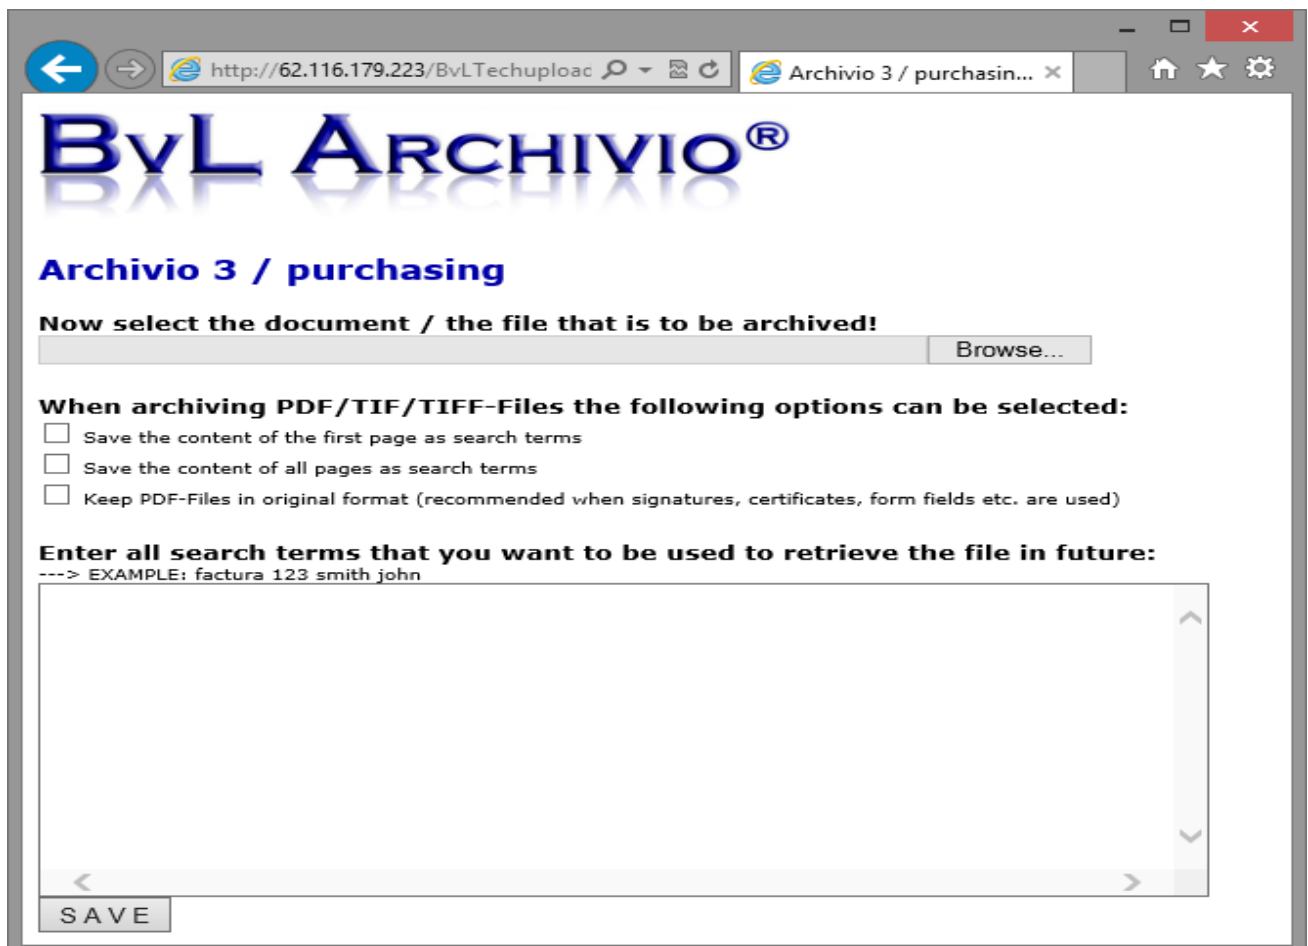 http://62.116.179.223/BvLTechupload
Archivio 3 / purchasin...
BvL Archivio®
Archivio 3 / purchasing
Now select the document / the file that is to be archived!
Browse...
When archiving PDF/TIF/TIFF-Files the following options can be selected:
Save the content of the first page as search terms
Save the content of all pages as search terms
Keep PDF-Files in original format (recommended when signatures, certificates, form fields etc. are used)
Enter all search terms that you want to be used to retrieve the file in future:
---> EXAMPLE: factura 123 smith john
SAVE